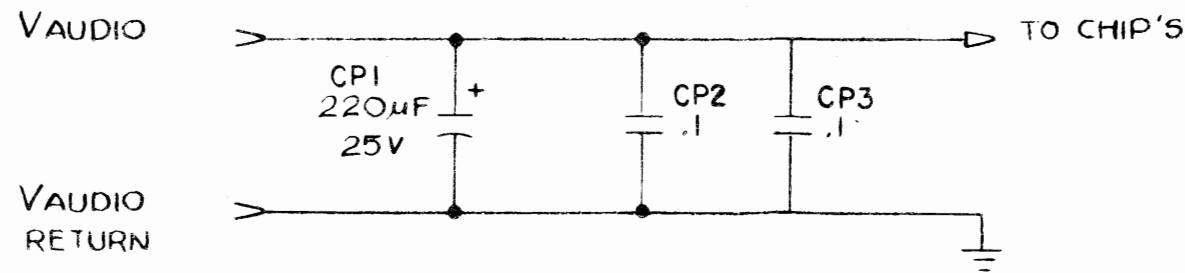 VAUDIO
TO CHIP'S
CP1
220µF
25V
+
CP2
.1
CP3
.1
VAUDIO
RETURN